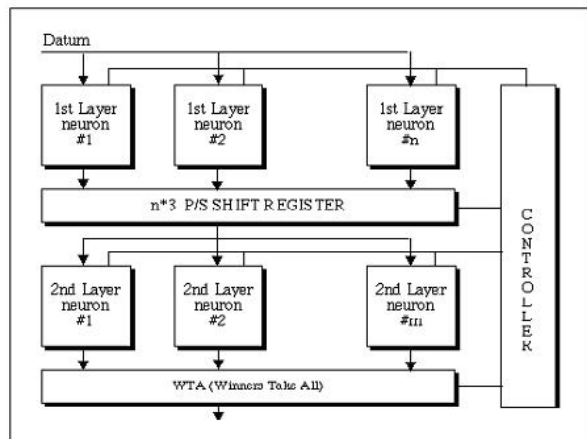 Datum
1st Layer
neuron
#1
1st Layer
neuron
#2
1st Layer
neuron
#n
n*3 P/S SHIFT REGISTER
2nd Layer
neuron
#1
2nd Layer
neuron
#2
2nd Layer
neuron
#m
WTA (Winners Take All)
CONTROLLER